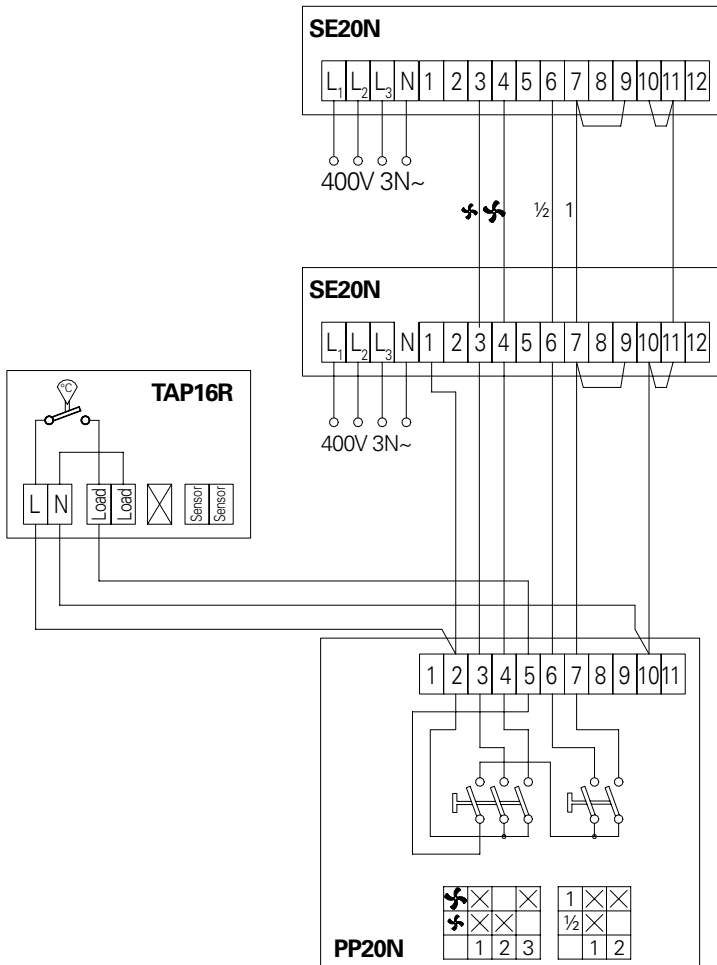 SE20N
L1 L2 L3 N 1 2 3 4 5 6 7 8 9 10 11 12
400V 3N~
½ 1
SE20N
L1 L2 L3 N 1 2 3 4 5 6 7 8 9 10 11 12
400V 3N~
TAP16R
°C
L N Load Load Sensor Sensor
1 2 3 4 5 6 7 8 9 10 11
1
½
1 2 3
1 2
PP20N